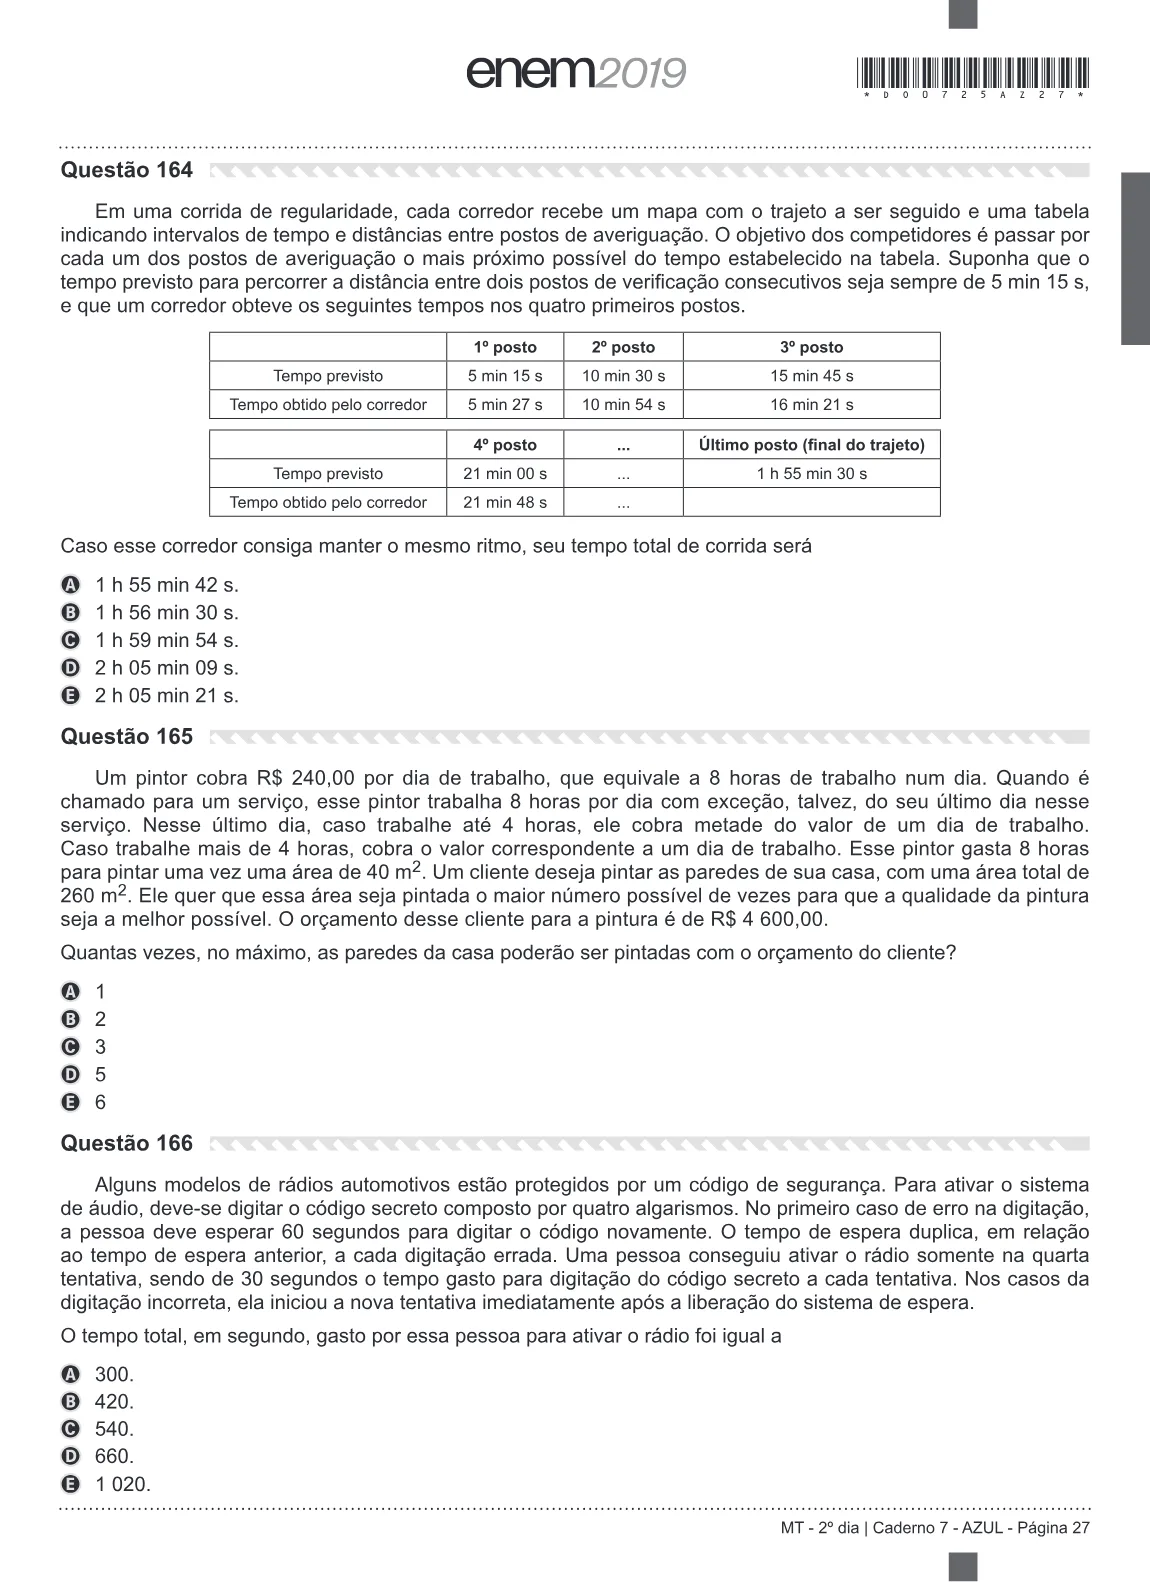 enem2019
* D 0 0 7 2 5 A Z 2 7 *
Questão 164
Em uma corrida de regularidade, cada corredor recebe um mapa com o trajeto a ser seguido e uma tabela
indicando intervalos de tempo e distâncias entre postos de averiguação. O objetivo dos competidores é passar por
cada um dos postos de averiguação o mais próximo possível do tempo estabelecido na tabela. Suponha que o
tempo previsto para percorrer a distância entre dois postos de verificação consecutivos seja sempre de 5 min 15 s,
e que um corredor obteve os seguintes tempos nos quatro primeiros postos.
1º posto 2º posto 3º posto
Tempo previsto 5 min 15 s 10 min 30 s 15 min 45 s
Tempo obtido pelo corredor 5 min 27 s 10 min 54 s 16 min 21 s
4º posto ... Último posto (final do trajeto)
Tempo previsto 21 min 00 s ... 1 h 55 min 30 s
Tempo obtido pelo corredor 21 min 48 s ...
Caso esse corredor consiga manter o mesmo ritmo, seu tempo total de corrida será
A 1 h 55 min 42 s.
B 1 h 56 min 30 s.
C 1 h 59 min 54 s.
D 2 h 05 min 09 s.
E 2 h 05 min 21 s.
Questão 165
Um pintor cobra R$ 240,00 por dia de trabalho, que equivale a 8 horas de trabalho num dia. Quando é
chamado para um serviço, esse pintor trabalha 8 horas por dia com exceção, talvez, do seu último dia nesse
serviço. Nesse último dia, caso trabalhe até 4 horas, ele cobra metade do valor de um dia de trabalho.
Caso trabalhe mais de 4 horas, cobra o valor correspondente a um dia de trabalho. Esse pintor gasta 8 horas
para pintar uma vez uma área de 40 m². Um cliente deseja pintar as paredes de sua casa, com uma área total de
260 m². Ele quer que essa área seja pintada o maior número possível de vezes para que a qualidade da pintura
seja a melhor possível. O orçamento desse cliente para a pintura é de R$ 4 600,00.
Quantas vezes, no máximo, as paredes da casa poderão ser pintadas com o orçamento do cliente?
A 1
B 2
C 3
D 5
E 6
Questão 166
Alguns modelos de rádios automotivos estão protegidos por um código de segurança. Para ativar o sistema
de áudio, deve-se digitar o código secreto composto por quatro algarismos. No primeiro caso de erro na digitação,
a pessoa deve esperar 60 segundos para digitar o código novamente. O tempo de espera duplica, em relação
ao tempo de espera anterior, a cada digitação errada. Uma pessoa conseguiu ativar o rádio somente na quarta
tentativa, sendo de 30 segundos o tempo gasto para digitação do código secreto a cada tentativa. Nos casos da
digitação incorreta, ela iniciou a nova tentativa imediatamente após a liberação do sistema de espera.
O tempo total, em segundo, gasto por essa pessoa para ativar o rádio foi igual a
A 300.
B 420.
C 540.
D 660.
E 1 020.
MT - 2º dia | Caderno 7 - AZUL - Página 27